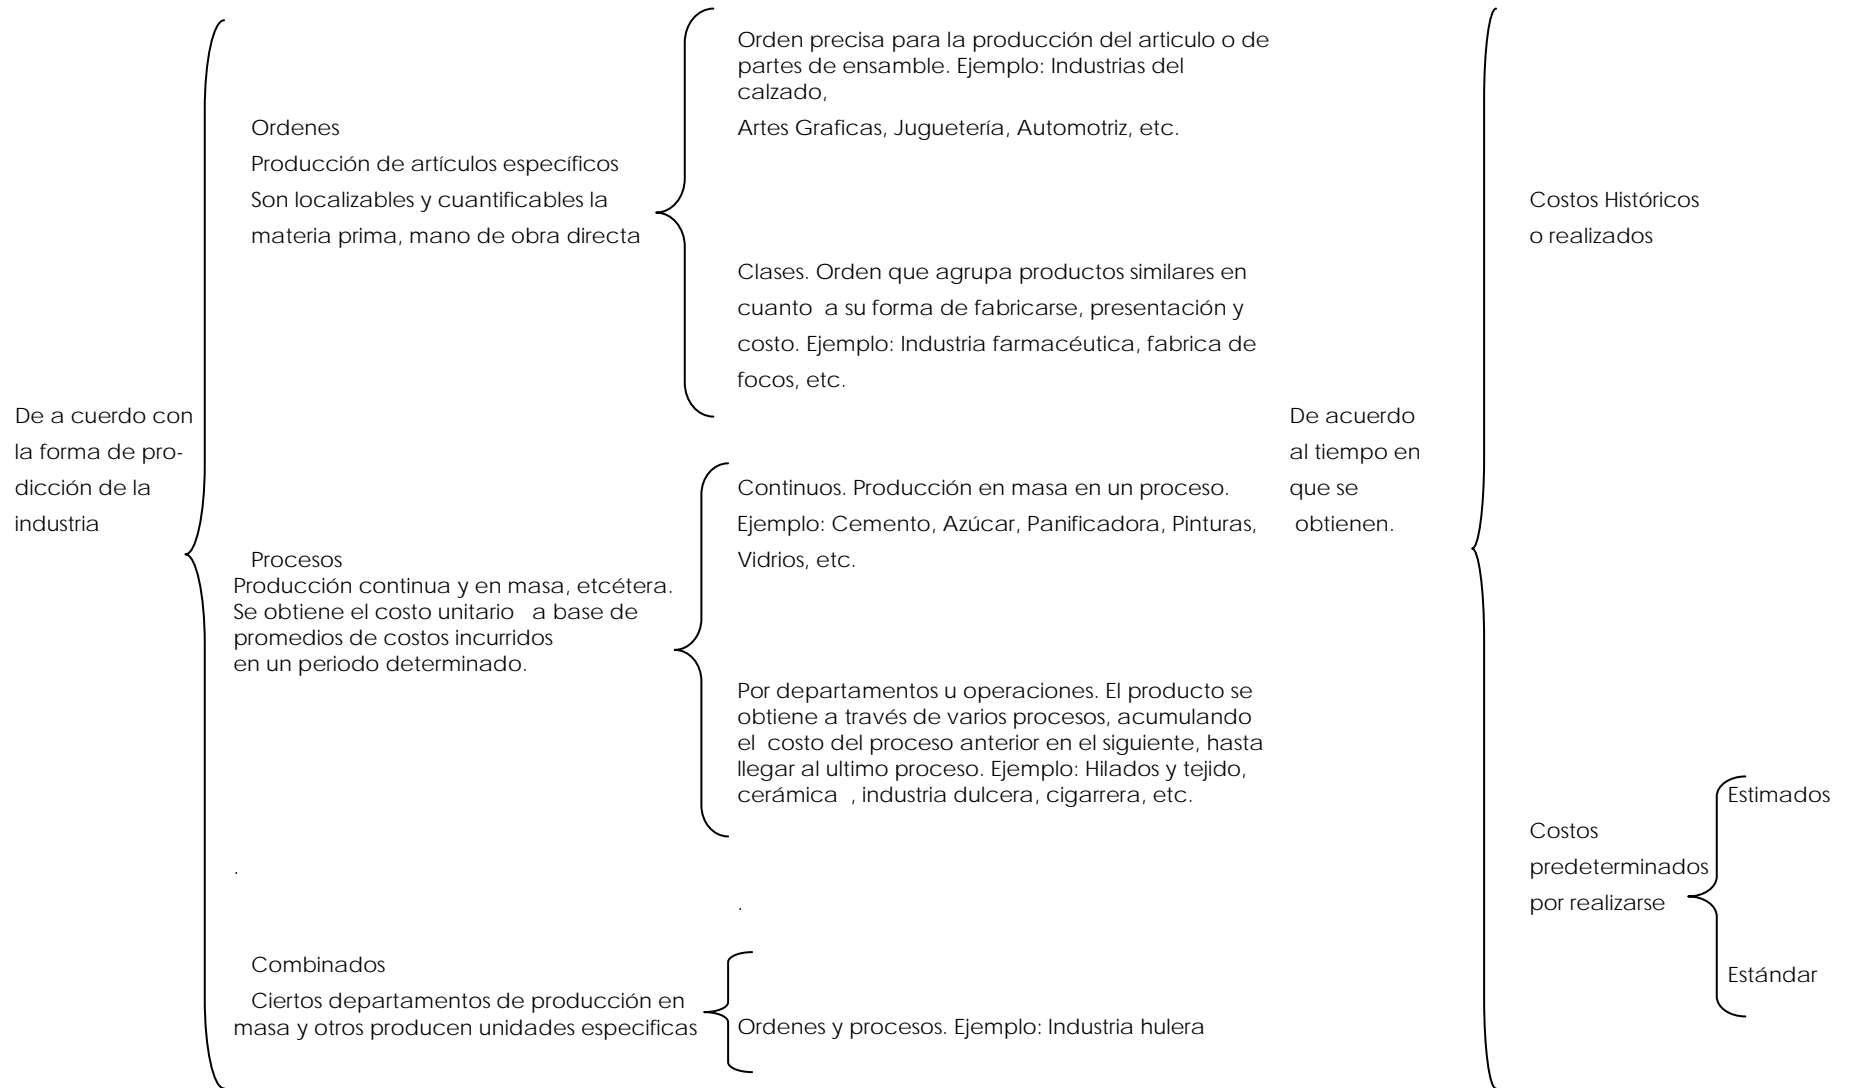 De a cuerdo con
la forma de pro-
dicción de la
industria
Ordenes
Producción de artículos específicos
Son localizables y cuantificables la
materia prima, mano de obra directa
Orden precisa para la producción del articulo o de
partes de ensamble. Ejemplo: Industrias del
calzado,
Artes Graficas, Juguetería, Automotriz, etc.
Clases. Orden que agrupa productos similares en
cuanto a su forma de fabricarse, presentación y
costo. Ejemplo: Industria farmacéutica, fabrica de
focos, etc.
Procesos
Producción continua y en masa, etcétera.
Se obtiene el costo unitario a base de
promedios de costos incurridos
en un periodo determinado.
Continuos. Producción en masa en un proceso.
Ejemplo: Cemento, Azúcar, Panificadora, Pinturas,
Vidrios, etc.
Por departamentos u operaciones. El producto se
obtiene a través de varios procesos, acumulando
el costo del proceso anterior en el siguiente, hasta
llegar al ultimo proceso. Ejemplo: Hilados y tejido,
cerámica , industria dulcera, cigarrera, etc.
.
.
Combinados
Ciertos departamentos de producción en
masa y otros producen unidades especificas
Ordenes y procesos. Ejemplo: Industria hulera
De acuerdo
al tiempo en
que se
obtienen.
Costos Históricos
o realizados
Costos
predeterminados
por realizarse
Estimados
Estándar